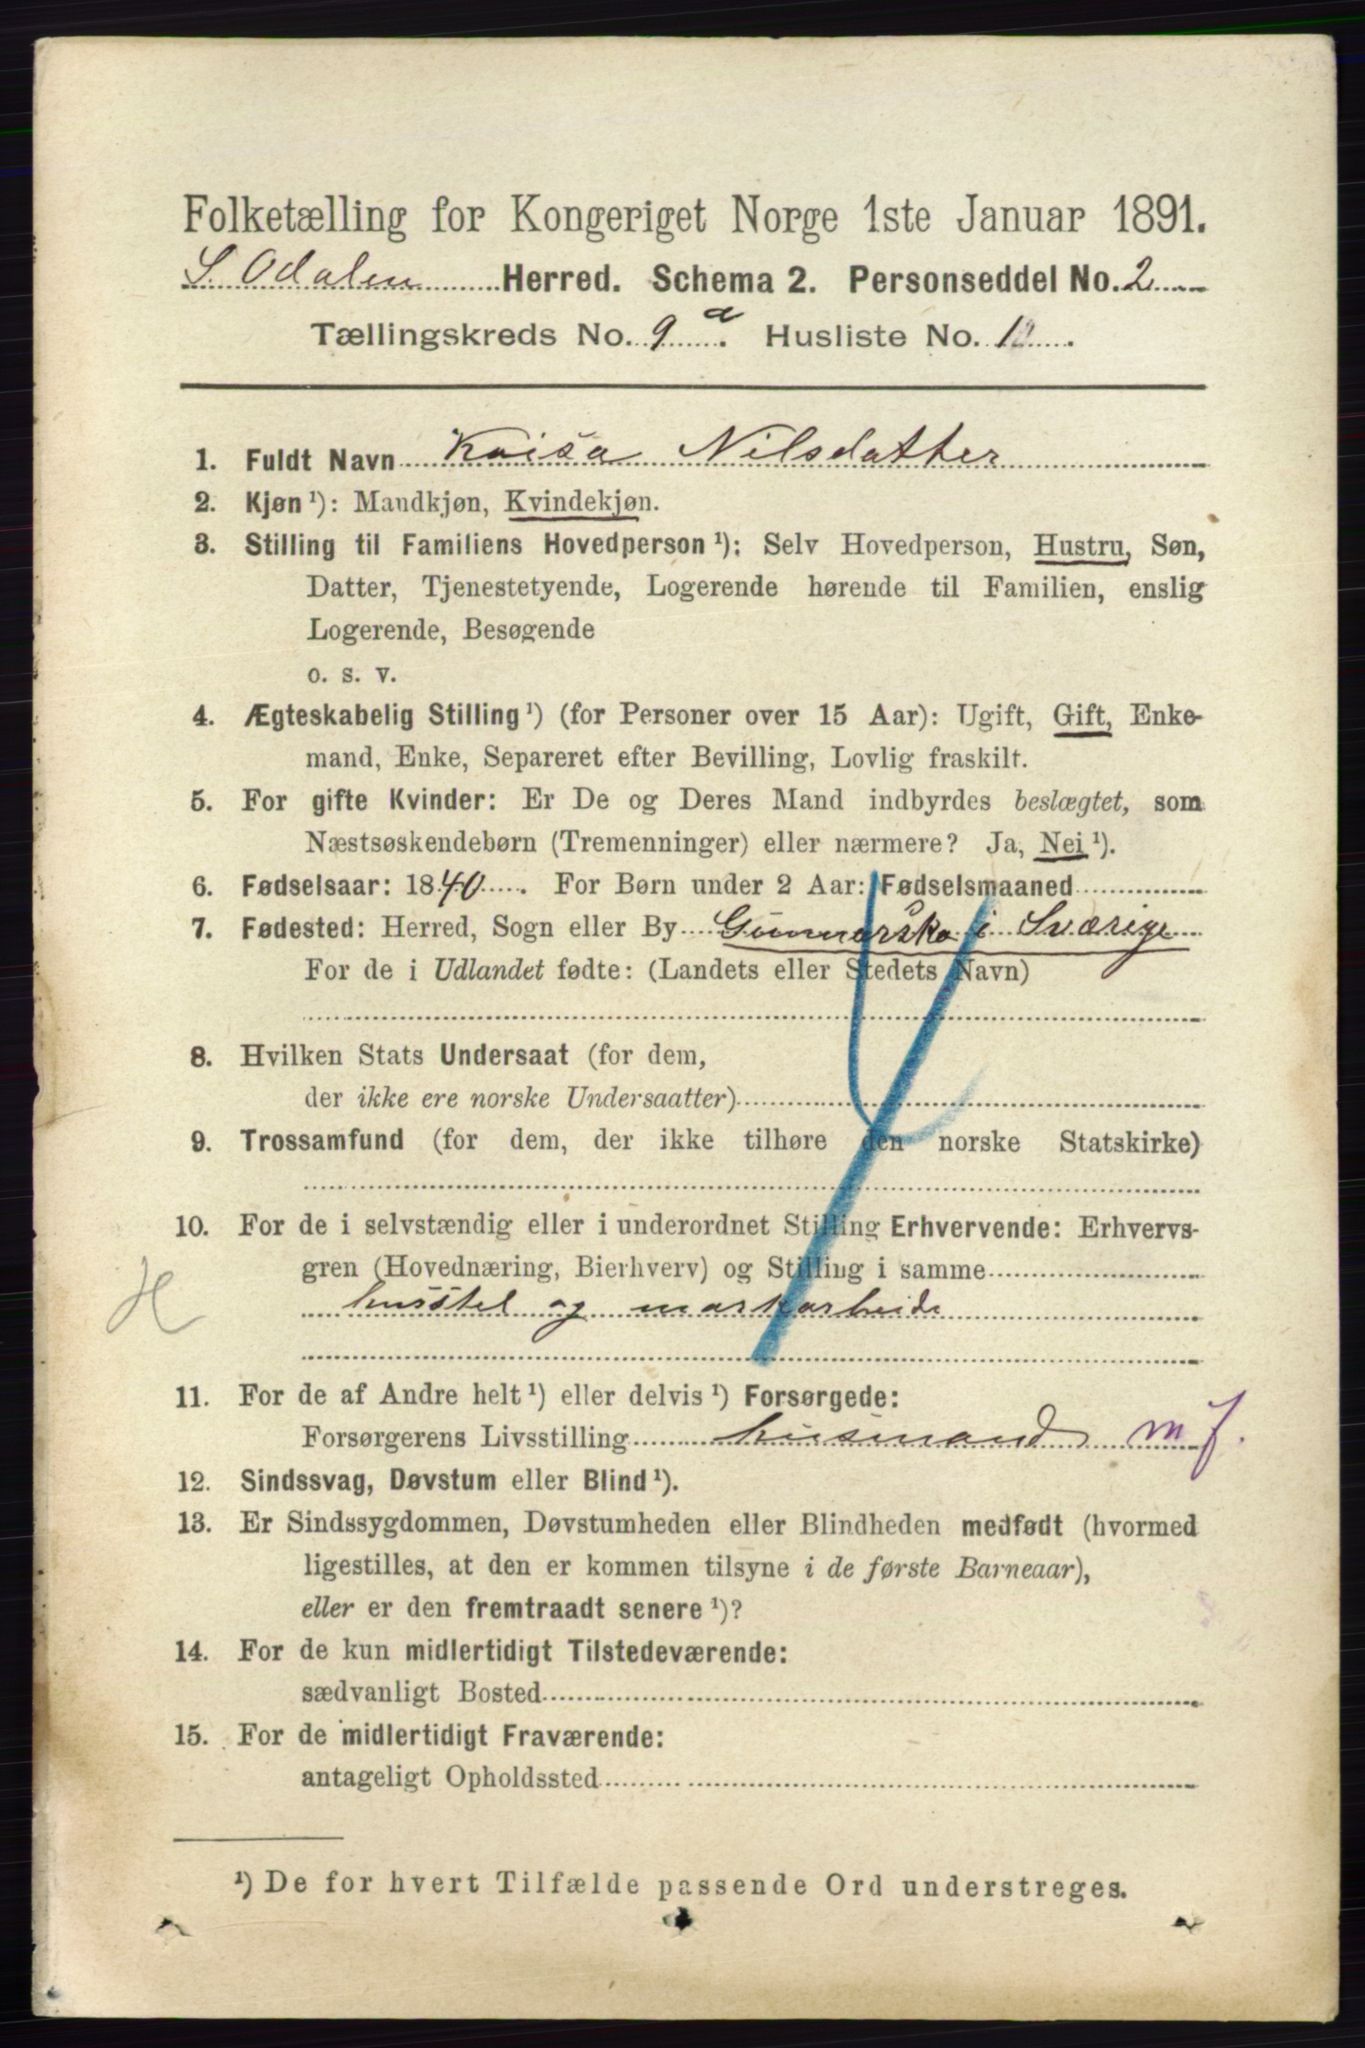 Folketælling for Kongeriget Norge 1ste Januar 1891.
S. Odalen Herred. Schema 2. Personseddel No. 2
Tællingskreds No. 9 a. Husliste No. 12.
1. Fuldt Navn Kaisa Nilsdatter
2. Kjøn ¹): Mandkjøn, Kvindekjøn.
3. Stilling til Familiens Hovedperson ¹): Selv Hovedperson, Hustru, Søn,
Datter, Tjenestetyende, Logerende hørende til Familien, enslig
Logerende, Besøgende
o. s. v.
4. Ægteskabelig Stilling ¹) (for Personer over 15 Aar): Ugift, Gift, Enke-
mand, Enke, Separeret efter Bevilling, Lovlig fraskilt.
5. For gifte Kvinder: Er De og Deres Mand indbyrdes beslægtet, som
Næstsøskendebørn (Tremenninger) eller nærmere? Ja, Nei ¹).
6. Fødselsaar: 1840. For Børn under 2 Aar: Fødselsmaaned
7. Fødested: Herred, Sogn eller By Gunnarsko i Sværige
For de i Udlandet fødte: (Landets eller Stedets Navn)
8. Hvilken Stats Undersaat (for dem,
der ikke ere norske Undersaatter)
9. Trossamfund (for dem, der ikke tilhøre den norske Statskirke)
10. For de i selvstændig eller i underordnet Stilling Erhvervende: Erhvervs-
gren (Hovednæring, Bierhverv) og Stilling i samme
H husstel og markarbeide
11. For de af Andre helt ¹) eller delvis ¹) Forsørgede:
Forsørgerens Livsstilling husmand m f.
12. Sindssvag, Døvstum eller Blind ¹).
13. Er Sindssygdommen, Døvstumheden eller Blindheden medfødt (hvormed
ligestilles, at den er kommen tilsyne i de første Barneaar),
eller er den fremtraadt senere ¹)?
14. For de kun midlertidigt Tilstedeværende:
sædvanligt Bosted
15. For de midlertidigt Fraværende:
antageligt Opholdssted
¹) De for hvert Tilfælde passende Ord understreges.